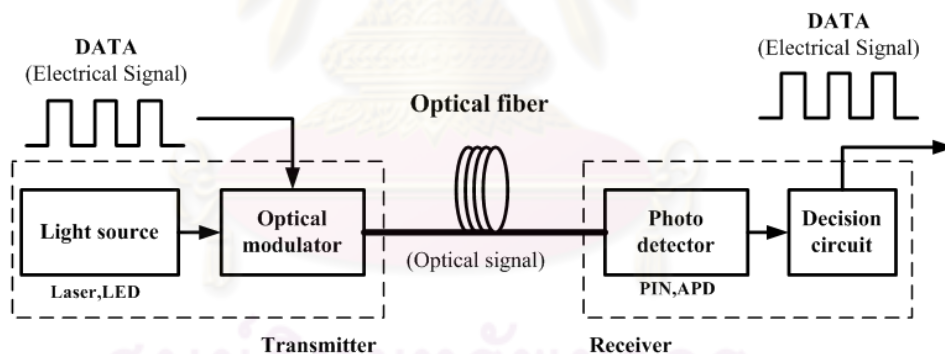 DATA
(Electrical Signal)
DATA
(Electrical Signal)
Optical fiber
Light source
Optical
modulator
(Optical signal)
Photo
detector
Decision
circuit
Laser,LED
PIN,APD
Transmitter
Receiver